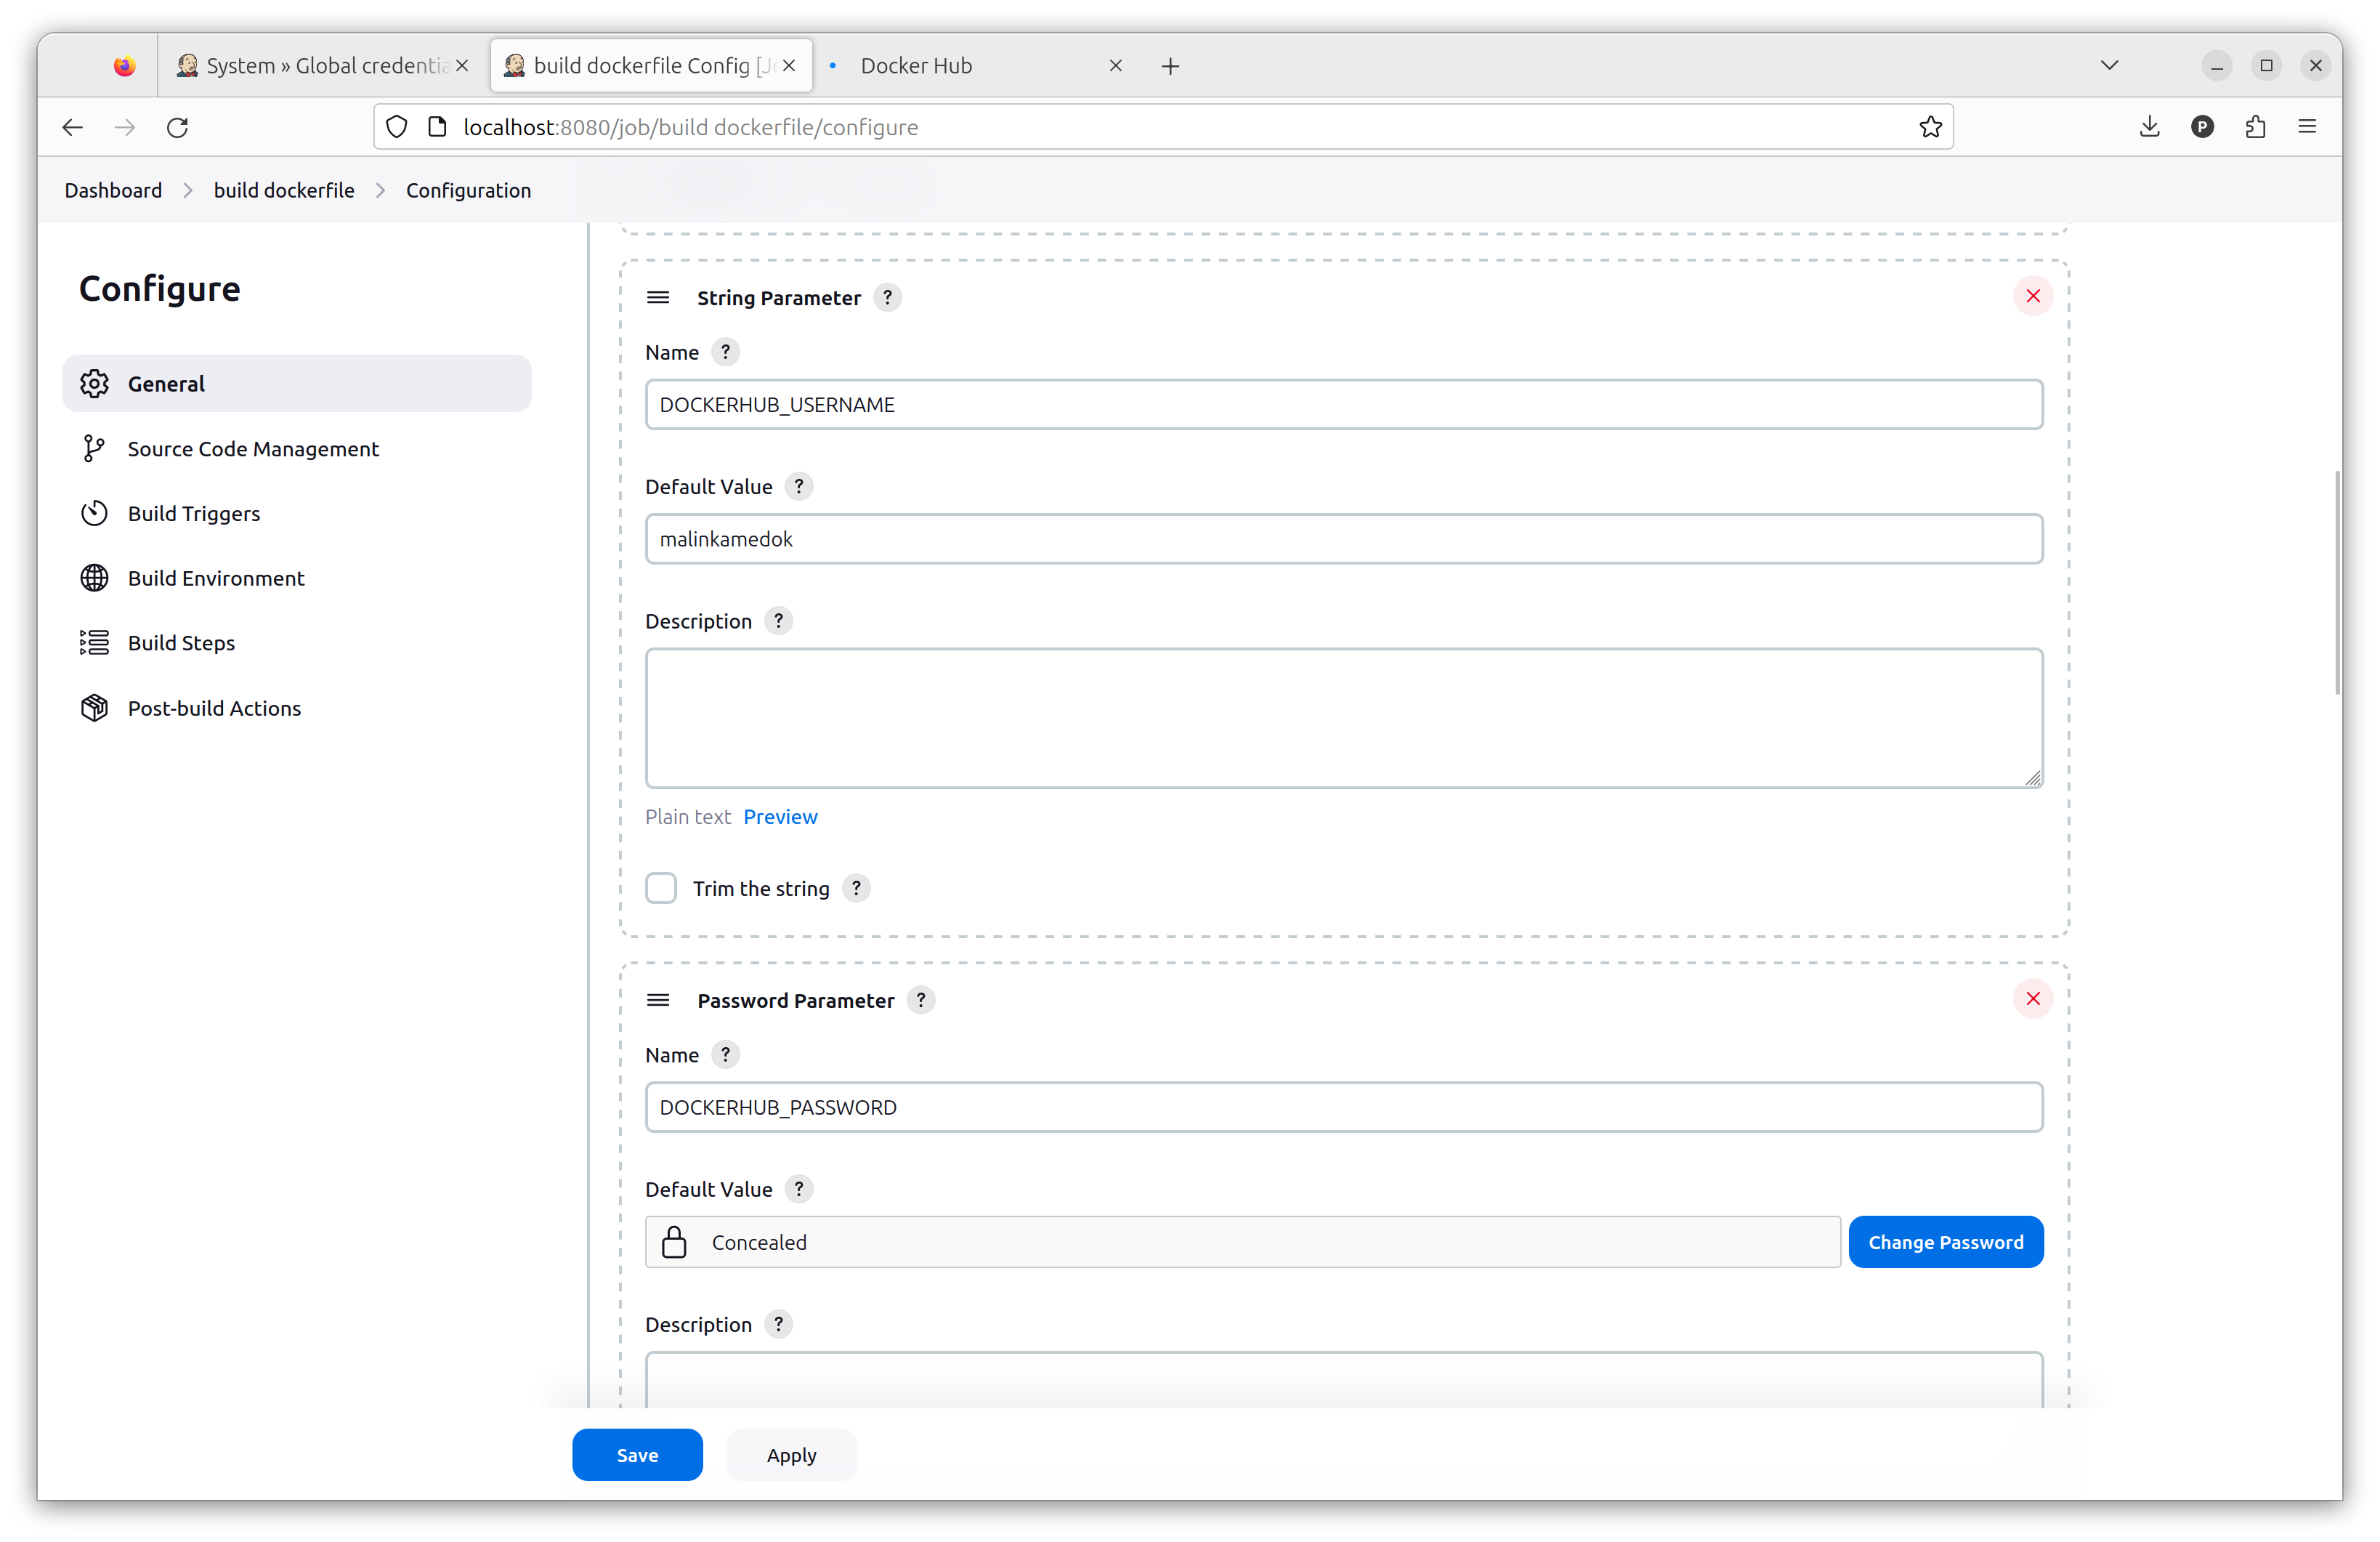 System » Global credentia
build dockerfile Config [Je
Docker Hub
localhost:8080/job/build dockerfile/configure
P
Dashboard
build dockerfile
Configuration
Configure
General
Source Code Management
Build Triggers
Build Environment
Build Steps
Post-build Actions
String Parameter ?
Name ?
DOCKERHUB_USERNAME
Default Value ?
malinkamedok
Description ?
Plain text Preview
Trim the string ?
Password Parameter ?
Name ?
DOCKERHUB_PASSWORD
Default Value ?
Concealed
Change Password
Description ?
Save
Apply